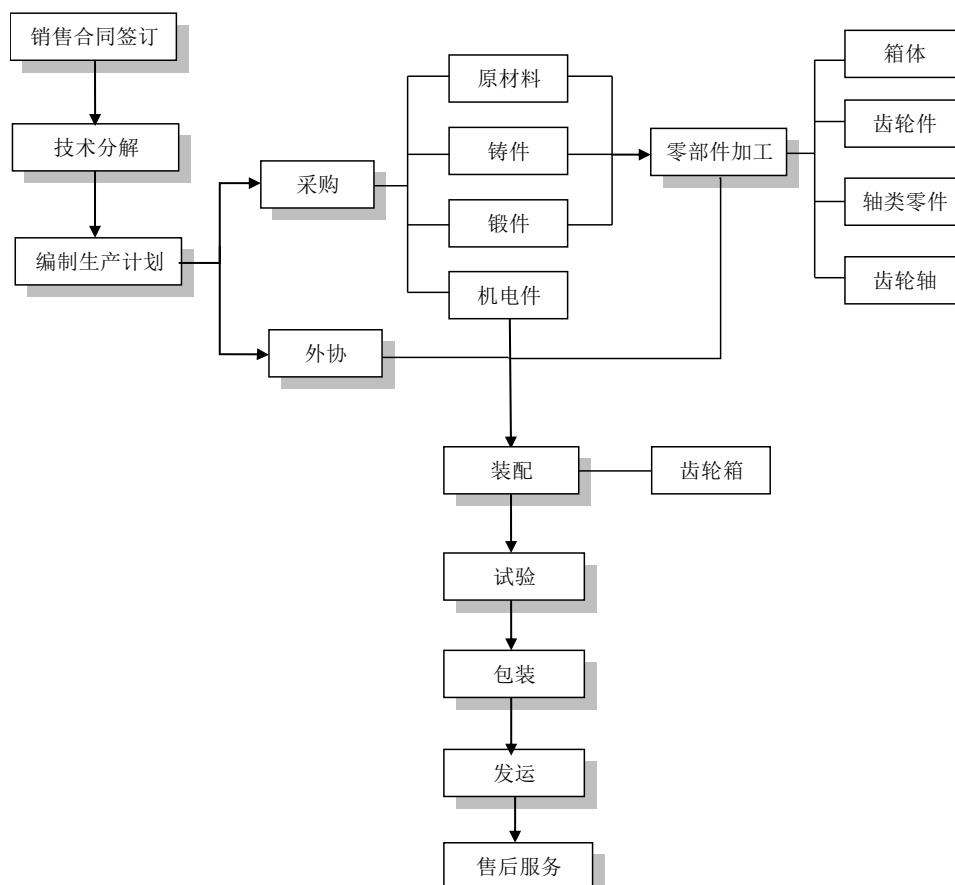 销售合同签订
技术分解
编制生产计划
采购
外协
原材料
铸件
锻件
机电件
零部件加工
箱体
齿轮件
轴类零件
齿轮轴
装配
齿轮箱
试验
包装
发运
售后服务